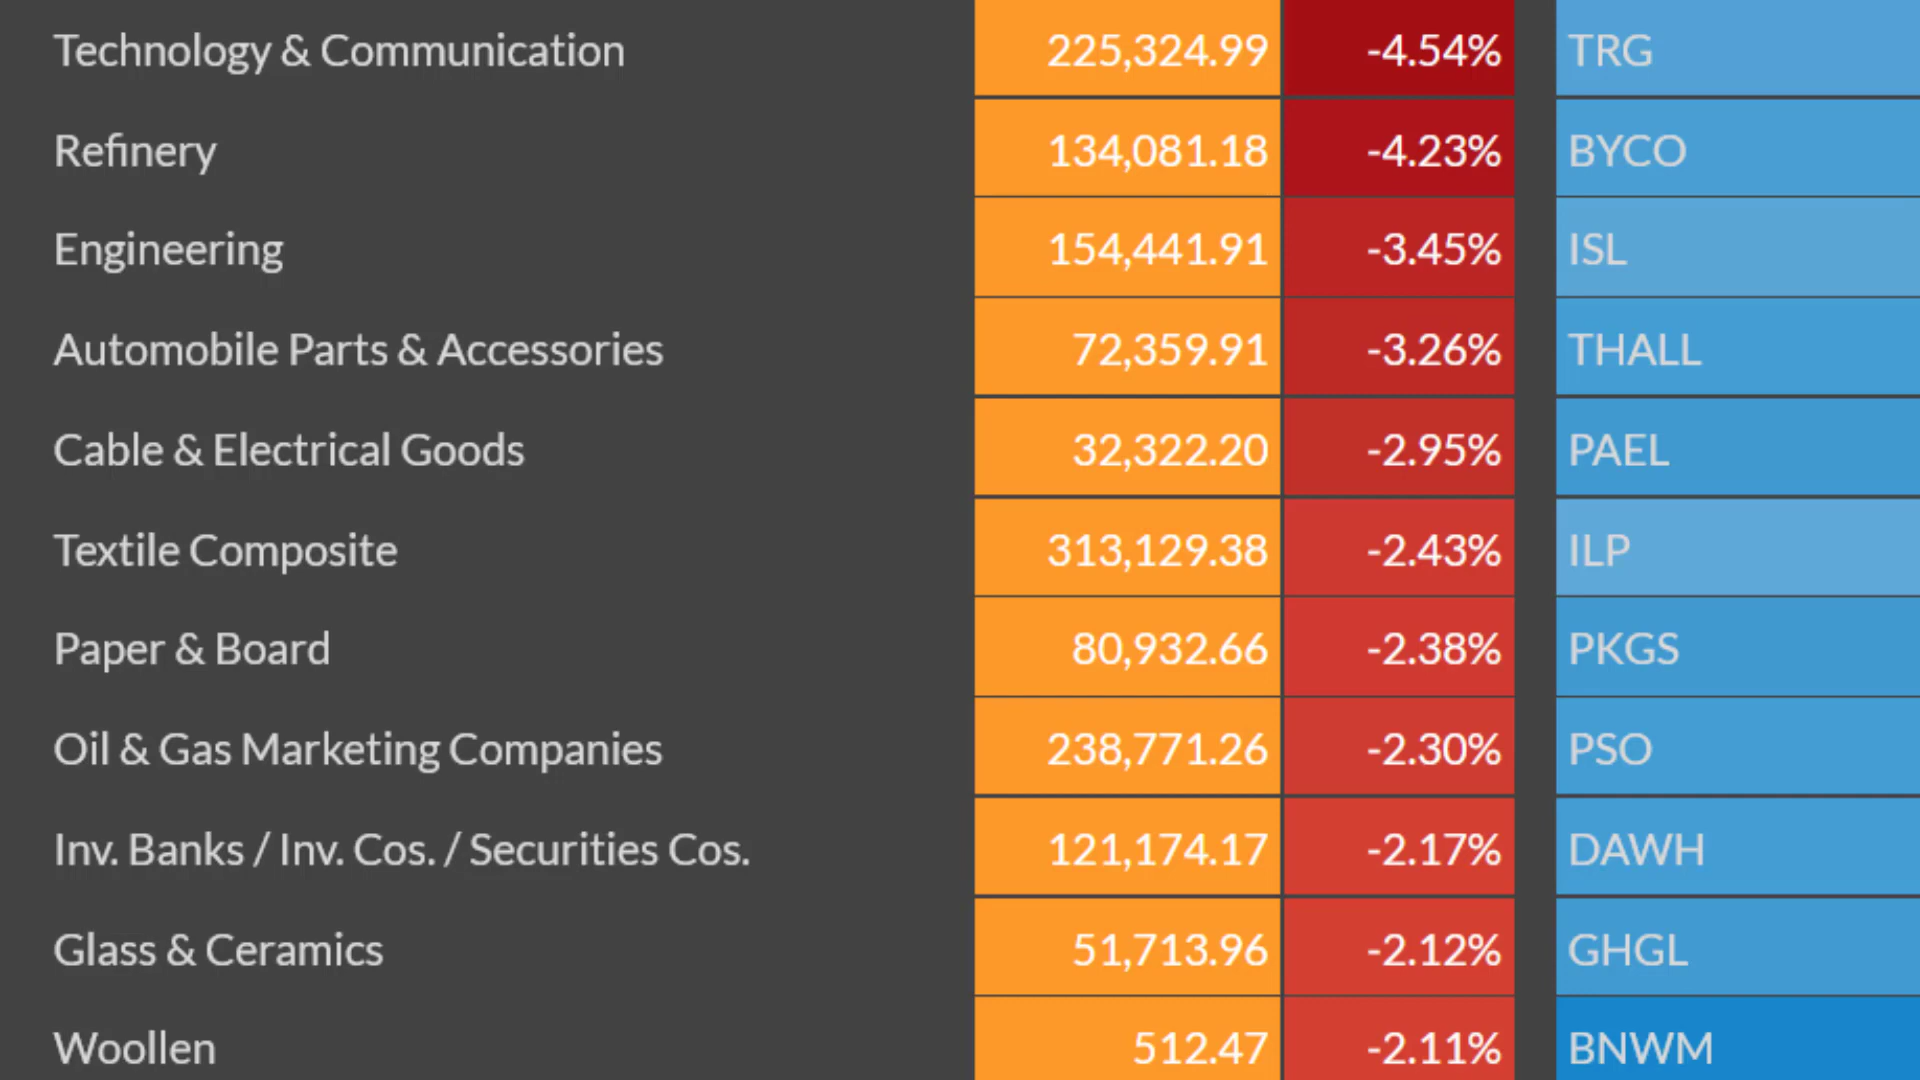 Technology & Communication 225,324.99 -4.54% TRG
Refinery 134,081.18 -4.23% BYCO
Engineering 154,441.91 -3.45% ISL
Automobile Parts & Accessories 72,359.91 -3.26% THALL
Cable & Electrical Goods 32,322.20 -2.95% PAEL
Textile Composite 313,129.38 -2.43% ILP
Paper & Board 80,932.66 -2.38% PKGS
Oil & Gas Marketing Companies 238,771.26 -2.30% PSO
Inv. Banks / Inv. Cos. / Securities Cos. 121,174.17 -2.17% DAWH
Glass & Ceramics 51,713.96 -2.12% GHGL
Woollen 512.47 -2.11% BNWM